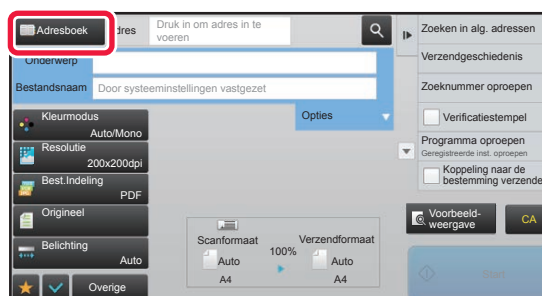 Adresboek
dres
Druk in om adres in te
voeren
Onderwerp
Bestandsnaam
Door systeeminstellingen vastgezet
Opties
Kleurmodus
Auto/Mono
Resolutie
200x200dpi
Best.Indeling
PDF
Origineel
Belichting
Auto
Overige
Scanformaat
Auto
A4
100%
Verzendformaat
Auto
A4
Zoeken in alg. adressen
Verzendgeschiedenis
Zoeknummer oproepen
Verificatiestempel
Programma oproepen
Geregistreerde inst. oproepen
Koppeling naar de
bestemming verzende
Voorbeeld-
weergave
CA
Start